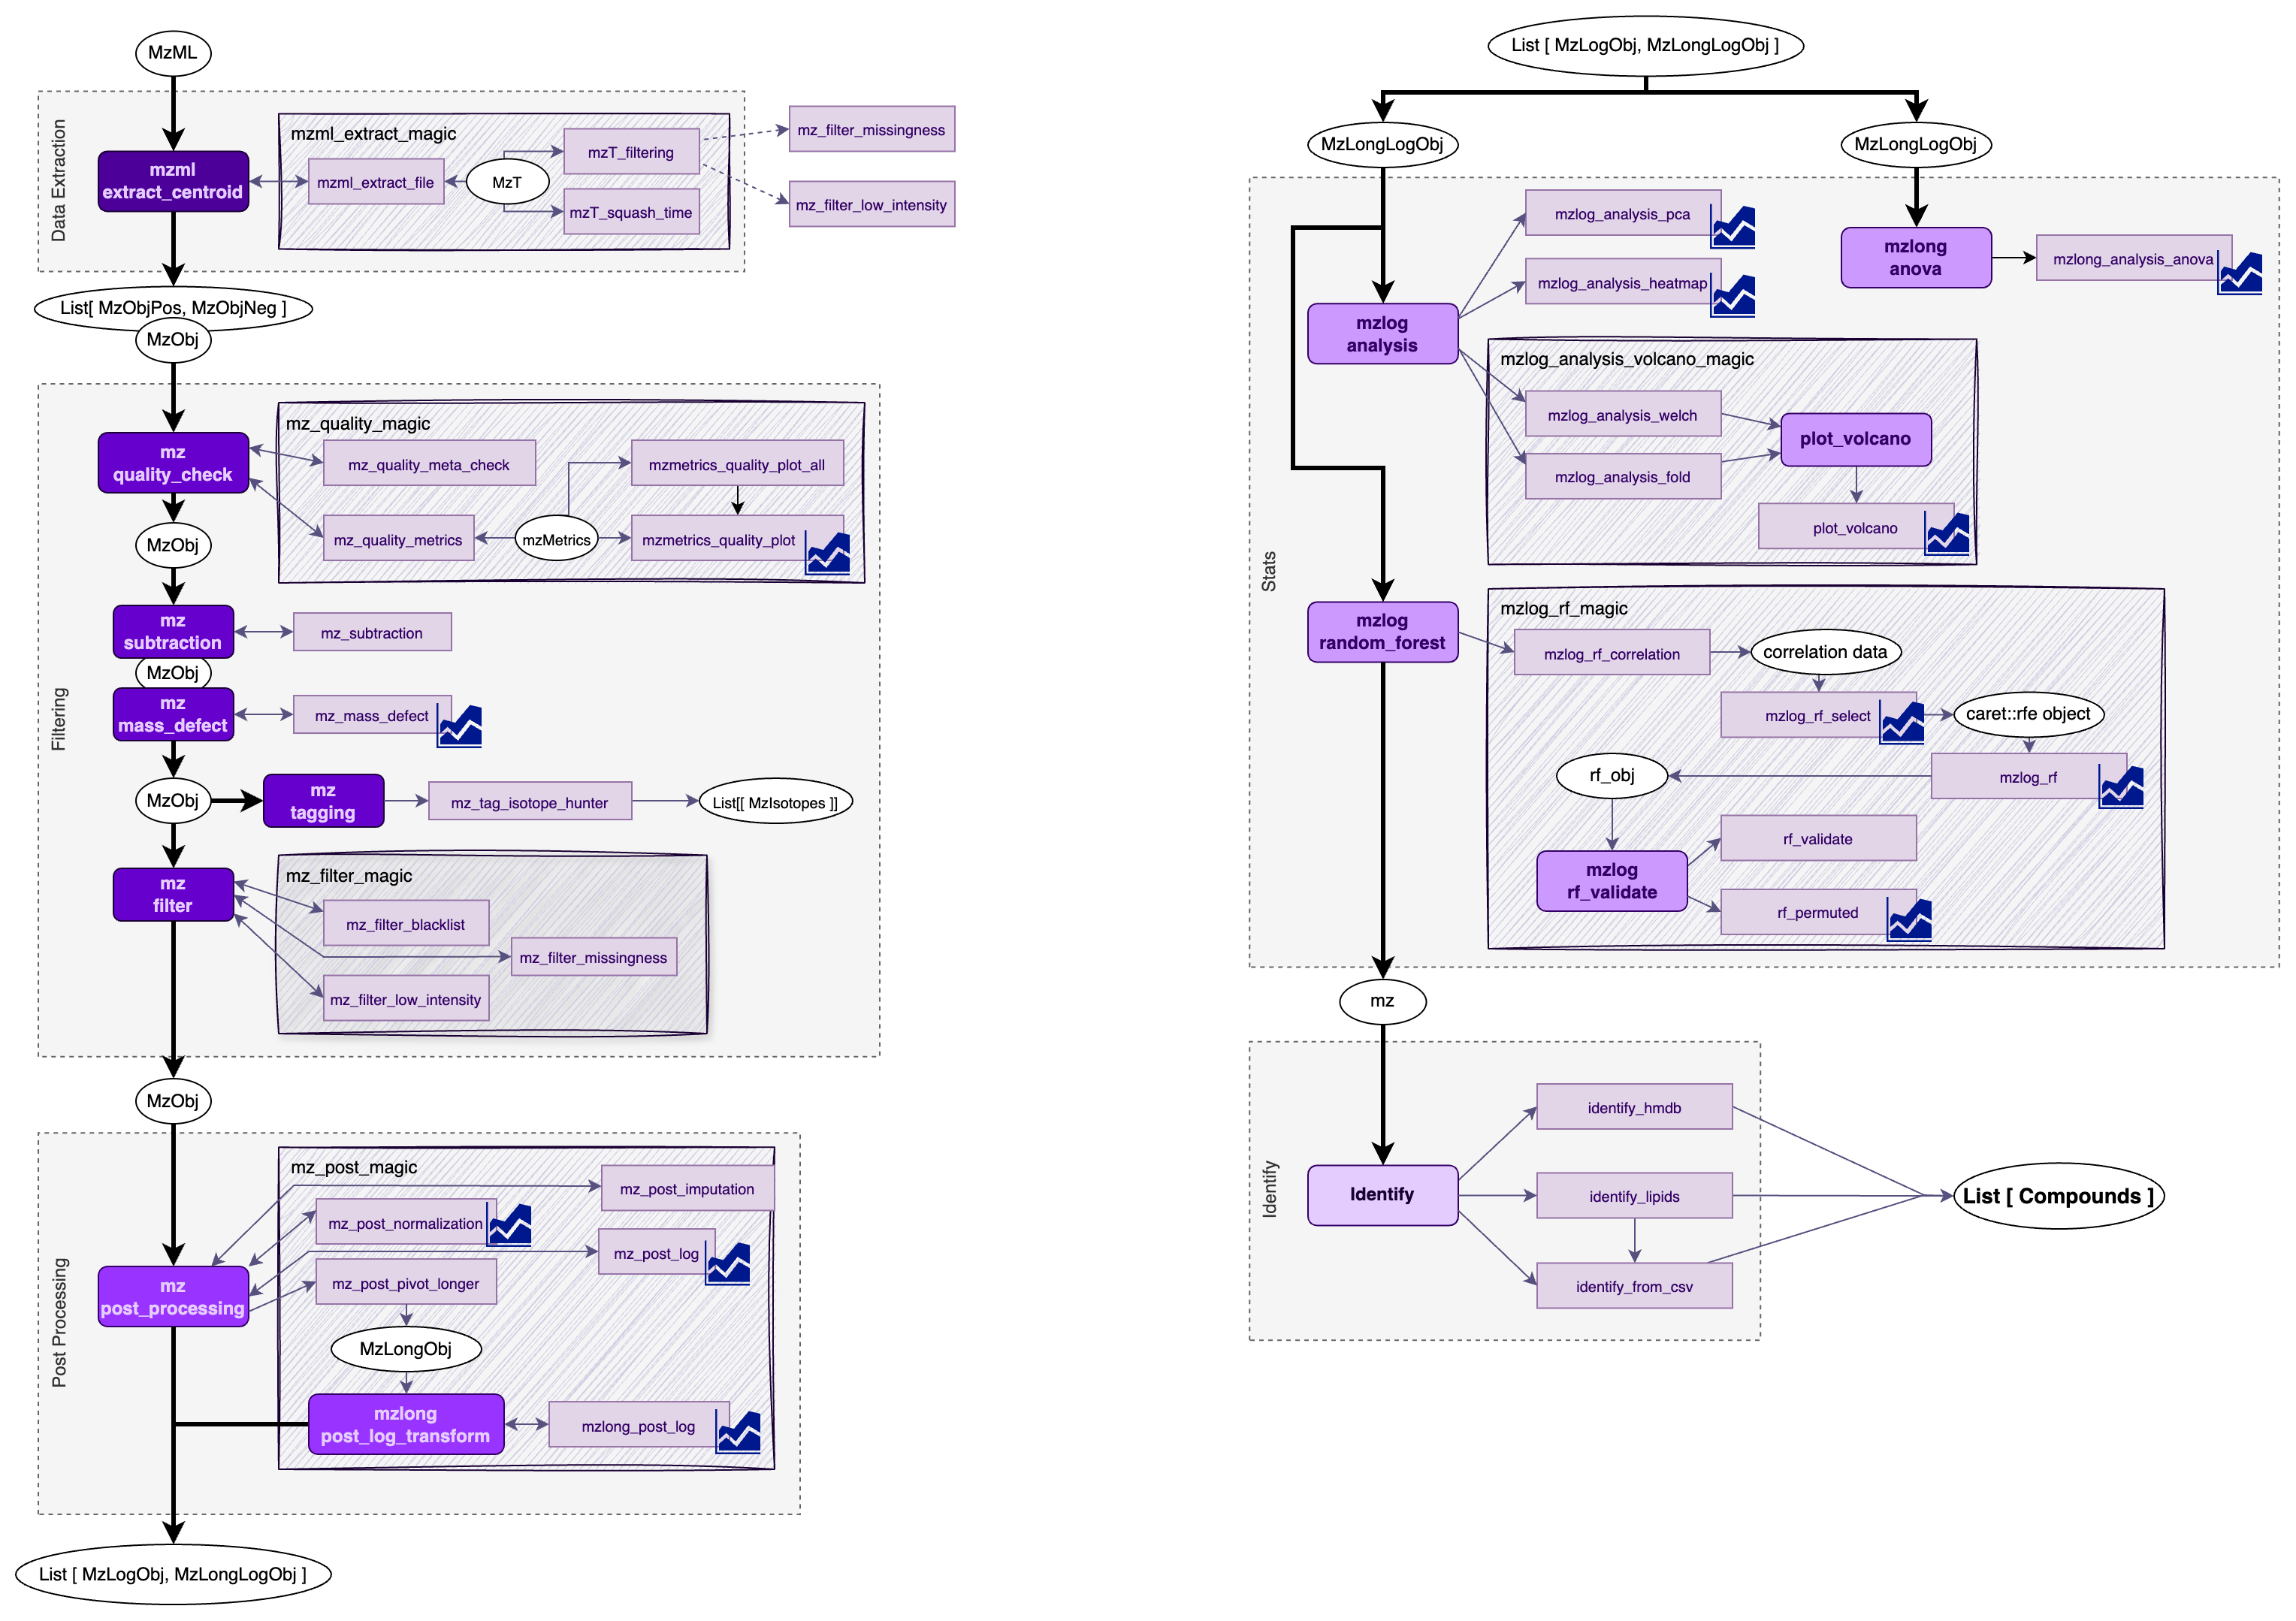 MzML
Data Extraction
mzml
extract_centroid
mzml_extract_magic
mzml_extract_file
MzT
mzT_filtering
mzT_squash_time
mz_filter_missingness
mz_filter_low_intensity
List[ MzObjPos, MzObjNeg ]
MzObj
Filtering
mz
quality_check
mz_quality_magic
mz_quality_meta_check
mzmetrics_quality_plot_all
mz_quality_metrics
mzMetrics
mzmetrics_quality_plot
MzObj
mz
subtraction
mz_subtraction
MzObj
mz
mass_defect
mz_mass_defect
MzObj
mz
tagging
mz_tag_isotope_hunter
List[[ MzIsotopes ]]
mz
filter
mz_filter_magic
mz_filter_blacklist
mz_filter_missingness
mz_filter_low_intensity
MzObj
Post Processing
mz_post_magic
mz_post_imputation
mz_post_normalization
mz_post_log
mz
post_processing
mz_post_pivot_longer
MzLongObj
mzlong
post_log_transform
mzlong_post_log
List [ MzLogObj, MzLongLogObj ]
List [ MzLogObj, MzLongLogObj ]
MzLongLogObj
MzLongLogObj
Stats
mzlog_analysis_pca
mzlong
anova
mzlong_analysis_anova
mzlog_analysis_heatmap
mzlog
analysis
mzlog_analysis_volcano_magic
mzlog_analysis_welch
plot_volcano
mzlog_analysis_fold
plot_volcano
mzlog
random_forest
mzlog_rf_magic
mzlog_rf_correlation
correlation data
mzlog_rf_select
caret::rfe object
rf_obj
mzlog_rf
rf_validate
mzlog
rf_validate
rf_permuted
mz
Identify
identify_hmdb
Identify
identify_lipids
List [ Compounds ]
identify_from_csv